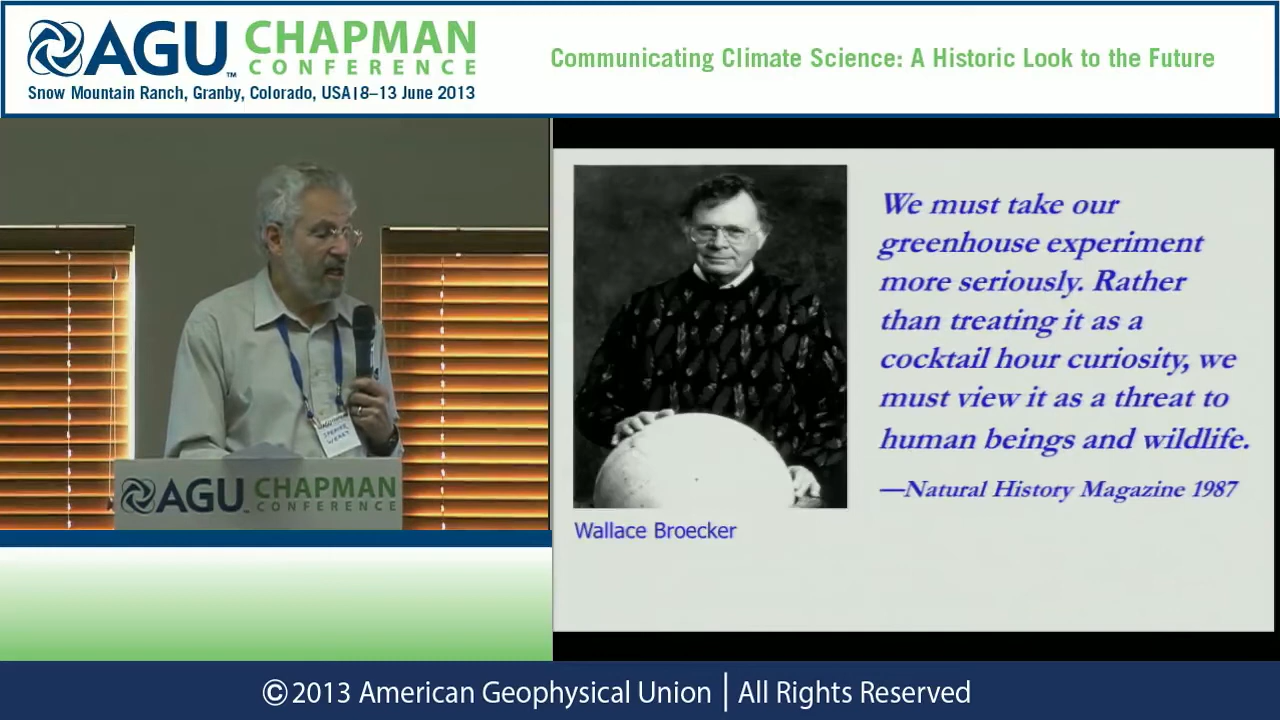 AGU CHAPMAN
CONFERENCE
Snow Mountain Ranch, Granby, Colorado, USA|8–13 June 2013
Communicating Climate Science: A Historic Look to the Future
SPENCER
WEART
AGU CHAPMAN
CONFERENCE
We must take our
greenhouse experiment
more seriously. Rather
than treating it as a
cocktail hour curiosity, we
must view it as a threat to
human beings and wildlife.
—Natural History Magazine 1987
Wallace Broecker
©2013 American Geophysical Union | All Rights Reserved